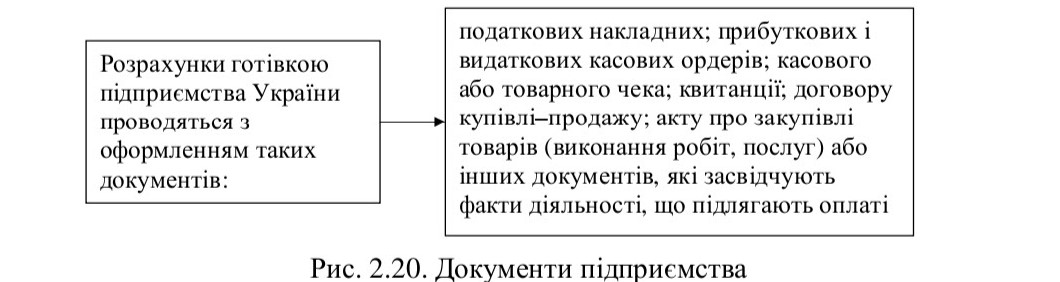 Розрахунки готівкою
підприємства України
проводяться з
оформленням таких
документів:
податкових накладних; прибуткових і
видаткових касових ордерів; касового
або товарного чека; квитанції; договору
купівлі–продажу; акту про закупівлі
товарів (виконання робіт, послуг) або
інших документів, які засвідчують
факти діяльності, що підлягають оплаті
Рис. 2.20. Документи підприємства